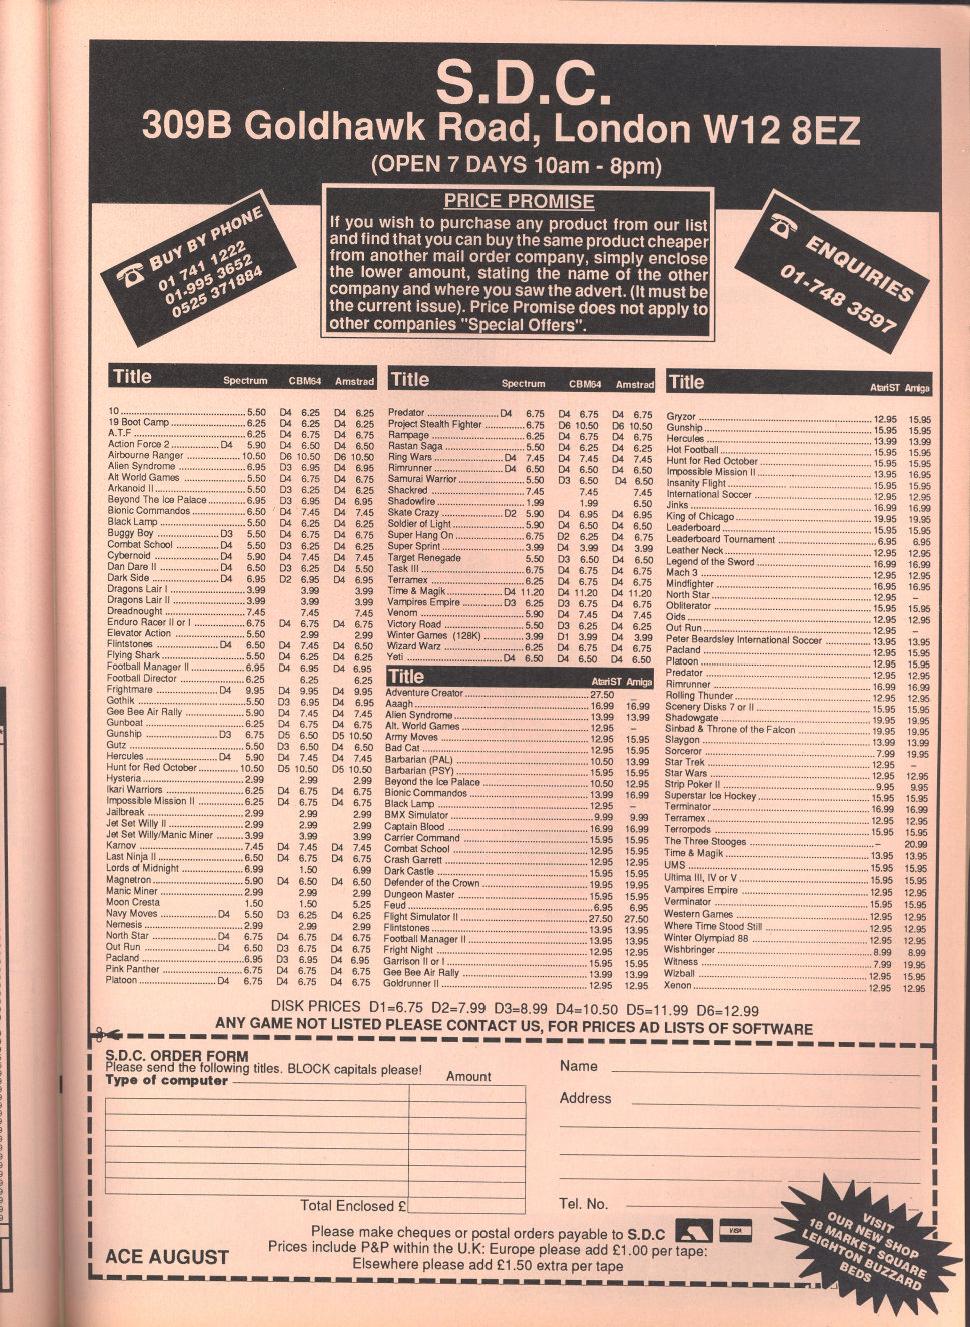 S.D.C.
309B Goldhawk Road, London W12 8EZ
(OPEN 7 DAYS 10am - 8pm)
BUY BY PHONE
01 741 1222
01-995 3652
0525 371884
PRICE PROMISE
If you wish to purchase any product from our list
and find that you can buy the same product cheaper
from another mail order company, simply enclose
the lower amount, stating the name of the other
company and where you saw the advert. (It must be
the current issue). Price Promise does not apply to
other companies "Special Offers".
ENQUIRIES
01-748 3597
Title Spectrum CBM64 Amstrad
10 5.50 D4 6.25 D4 6.25
19 Boot Camp 6.25 D4 6.25 D4 6.25
A.T.F 6.25 D4 6.75 D4 6.75
Action Force 2 D4 5.90 D4 6.50 D4 6.50
Airbourne Ranger 10.50 D6 10.50 D6 10.50
Alien Syndrome 6.95 D3 6.95 D4 6.95
Alt World Games 5.50 D4 6.75 D4 6.75
Arkanoid II 5.50 D3 6.25 D4 6.25
Beyond The Ice Palace 6.95 D3 6.95 D4 6.95
Bionic Commandos 6.50 D4 7.45 D4 7.45
Black Lamp 5.50 D4 6.25 D4 6.25
Buggy Boy D3 5.50 D4 6.75 D4 6.75
Combat School D4 5.50 D3 6.25 D4 6.25
Cybernoid D4 5.90 D4 7.45 D4 7.45
Dan Dare II D4 6.50 D3 6.25 D4 5.50
Dark Side D4 6.95 D2 6.95 D4 6.95
Dragons Lair I 3.99 3.99 3.99
Dragons Lair II 3.99 3.99 3.99
Dreadnought 7.45 7.45 7.45
Enduro Racer II or I 6.75 D4 6.75 D4 6.75
Elevator Action 5.50 2.99 2.99
Flintstones D4 6.50 D4 7.45 D4 6.50
Flying Shark 5.50 D4 6.25 D4 6.25
Football Manager II 6.95 D4 6.95 D4 6.95
Football Director 6.25 6.25 6.25
Frightmare D4 9.95 D4 9.95 D4 9.95
Gothik 5.50 D3 6.95 D4 6.95
Gee Bee Air Rally 5.90 D4 7.45 D4 7.45
Gunboat 6.25 D4 6.75 D4 6.75
Gunship D3 6.75 D5 6.50 D5 10.50
Gutz 5.50 D3 6.50 D4 6.50
Hercules D4 5.90 D4 7.45 D4 7.45
Hunt for Red October 10.50 D5 10.50 D5 10.50
Hysteria 2.99 2.99 2.99
Ikari Warriors 6.25 D4 6.75 D4 6.75
Impossible Mission II 6.25 D4 6.75 D4 6.75
Jailbreak 2.99 2.99 2.99
Jet Set Willy II 2.99 2.99 2.99
Jet Set Willy/Manic Miner 3.99 3.99 3.99
Karnov 7.45 D4 7.45 D4 7.45
Last Ninja II 6.50 D4 6.75 D4 6.75
Lords of Midnight 6.99 1.50 6.99
Magnetron 5.90 D4 6.50 D4 6.50
Manic Miner 2.99 2.99 2.99
Moon Cresta 1.50 1.50 5.25
Navy Moves D4 5.50 D3 6.25 D4 6.25
Nemesis 2.99 2.99 2.99
North Star D4 6.75 D4 6.75 D4 6.75
Out Run D4 6.50 D3 6.75 D4 6.75
Pacland 6.95 D3 6.95 D4 6.95
Pink Panther 6.75 D4 6.75 D4 6.75
Platoon D4 6.75 D4 6.75 D4 6.75
Title Spectrum CBM64 Amstrad
Predator D4 6.75 D4 6.75 D4 6.75
Project Stealth Fighter 6.75 D6 10.50 D6 10.50
Rampage 6.25 D4 6.75 D4 6.75
Rastan Saga 5.50 D4 6.25 D4 6.25
Ring Wars D4 7.45 D4 7.45 D4 7.45
Rimrunner D4 6.50 D4 6.50 D4 6.50
Samurai Warrior 5.50 D3 6.50 D4 6.50
Shackred 7.45 7.45 7.45
Shadowfire 1.99 1.99 6.50
Skate Crazy D2 5.90 D4 6.95 D4 6.95
Soldier of Light 5.90 D4 6.50 D4 6.50
Super Hang On 6.75 D2 6.25 D4 6.75
Super Sprint 3.99 D4 3.99 D4 3.99
Target Renegade 5.50 D3 6.50 D4 6.50
Task III 6.75 D4 6.75 D4 6.75
Terramex 6.25 D4 6.75 D4 6.75
Time & Magik D4 11.20 D4 11.20 D4 11.20
Vampires Empire D3 6.25 D3 6.75 D4 6.75
Venom 5.90 D4 7.45 D4 7.45
Victory Road 5.50 D3 6.25 D4 6.25
Winter Games (128K) 3.99 D1 3.99 D4 3.99
Wizard Warz 6.25 D4 6.75 D4 6.75
Yeti D4 6.50 D4 6.50 D4 6.50
Title AtariST Amiga
Adventure Creator 27.50 –
Aaagh 16.99 16.99
Alien Syndrome 13.99 13.99
Alt. World Games 12.95 –
Army Moves 12.95 15.95
Bad Cat 12.95 15.95
Barbarian (PAL) 10.50 13.99
Barbarian (PSY) 15.95 15.95
Beyond the Ice Palace 10.50 12.95
Bionic Commandos 13.99 16.99
Black Lamp 12.95 –
BMX Simulator 9.99 9.99
Captain Blood 16.99 16.99
Carrier Command 15.95 15.95
Combat School 12.95 15.95
Crash Garrett 12.95 12.95
Dark Castle 15.95 15.95
Defender of the Crown 19.95 19.95
Dungeon Master 15.95 15.95
Feud 6.95 6.95
Flight Simulator II 27.50 27.50
Flintstones 13.95 13.95
Football Manager II 13.95 13.95
Fright Night 12.95 12.95
Garrison II or I 15.95 15.95
Gee Bee Air Rally 13.99 13.99
Goldrunner II 12.95 12.95
Title AtariST Amiga
Gryzor 12.95 15.95
Gunship 15.95 15.95
Hercules 13.99 13.99
Hot Football 15.95 15.95
Hunt for Red October 15.95 15.95
Impossible Mission II 13.95 16.95
Insanity Flight 15.95 15.95
International Soccer 12.95 12.95
Jinks 16.99 16.99
King of Chicago 19.95 19.95
Leaderboard 15.95 15.95
Leaderboard Tournament 6.95 6.95
Leather Neck 12.95 12.95
Legend of the Sword 16.99 16.99
Mach 3 12.95 12.95
Mindfighter 16.95 16.95
North Star 12.95 –
Obliterator 15.95 15.95
Oids 12.95 12.95
Out Run 12.95 –
Peter Beardsley International Soccer 13.95 13.95
Pacland 12.95 15.95
Platoon 12.95 15.95
Predator 12.95 12.95
Rimrunner 16.99 16.99
Rolling Thunder 12.95 12.95
Scenery Disks 7 or II 15.95 15.95
Shadowgate 19.95 19.95
Sinbad & Throne of the Falcon 19.95 19.95
Slaygon 13.99 13.99
Sorceror 7.99 19.95
Star Trek 12.95 –
Star Wars 12.95 12.95
Strip Poker II 9.95 9.95
Superstar Ice Hockey 15.95 15.95
Terminator 16.99 16.99
Terramex 12.95 12.95
Terrorpods 15.95 15.95
The Three Stooges – 20.99
Time & Magik 13.95 13.95
UMS 15.95 15.95
Ultima III, IV or V 15.95 15.95
Vampires Empire 12.95 12.95
Verminator 15.95 15.95
Western Games 12.95 12.95
Where Time Stood Still 12.95 12.95
Winter Olympiad 88 12.95 12.95
Wishbringer 8.99 8.99
Witness 7.99 19.95
Wizball 12.95 15.95
Xenon 12.95 12.95
DISK PRICES D1=6.75 D2=7.99 D3=8.99 D4=10.50 D5=11.99 D6=12.99
ANY GAME NOT LISTED PLEASE CONTACT US, FOR PRICES AD LISTS OF SOFTWARE
S.D.C. ORDER FORM
Please send the following titles. BLOCK capitals please!
Type of computer
Amount
Total Enclosed £
Name
Address
Tel. No.
Please make cheques or postal orders payable to S.D.C
VISA
Prices include P&P within the U.K: Europe please add £1.00 per tape:
Elsewhere please add £1.50 extra per tape
ACE AUGUST
VISIT
OUR NEW SHOP
18 MARKET SQUARE
LEIGHTON BUZZARD
BEDS